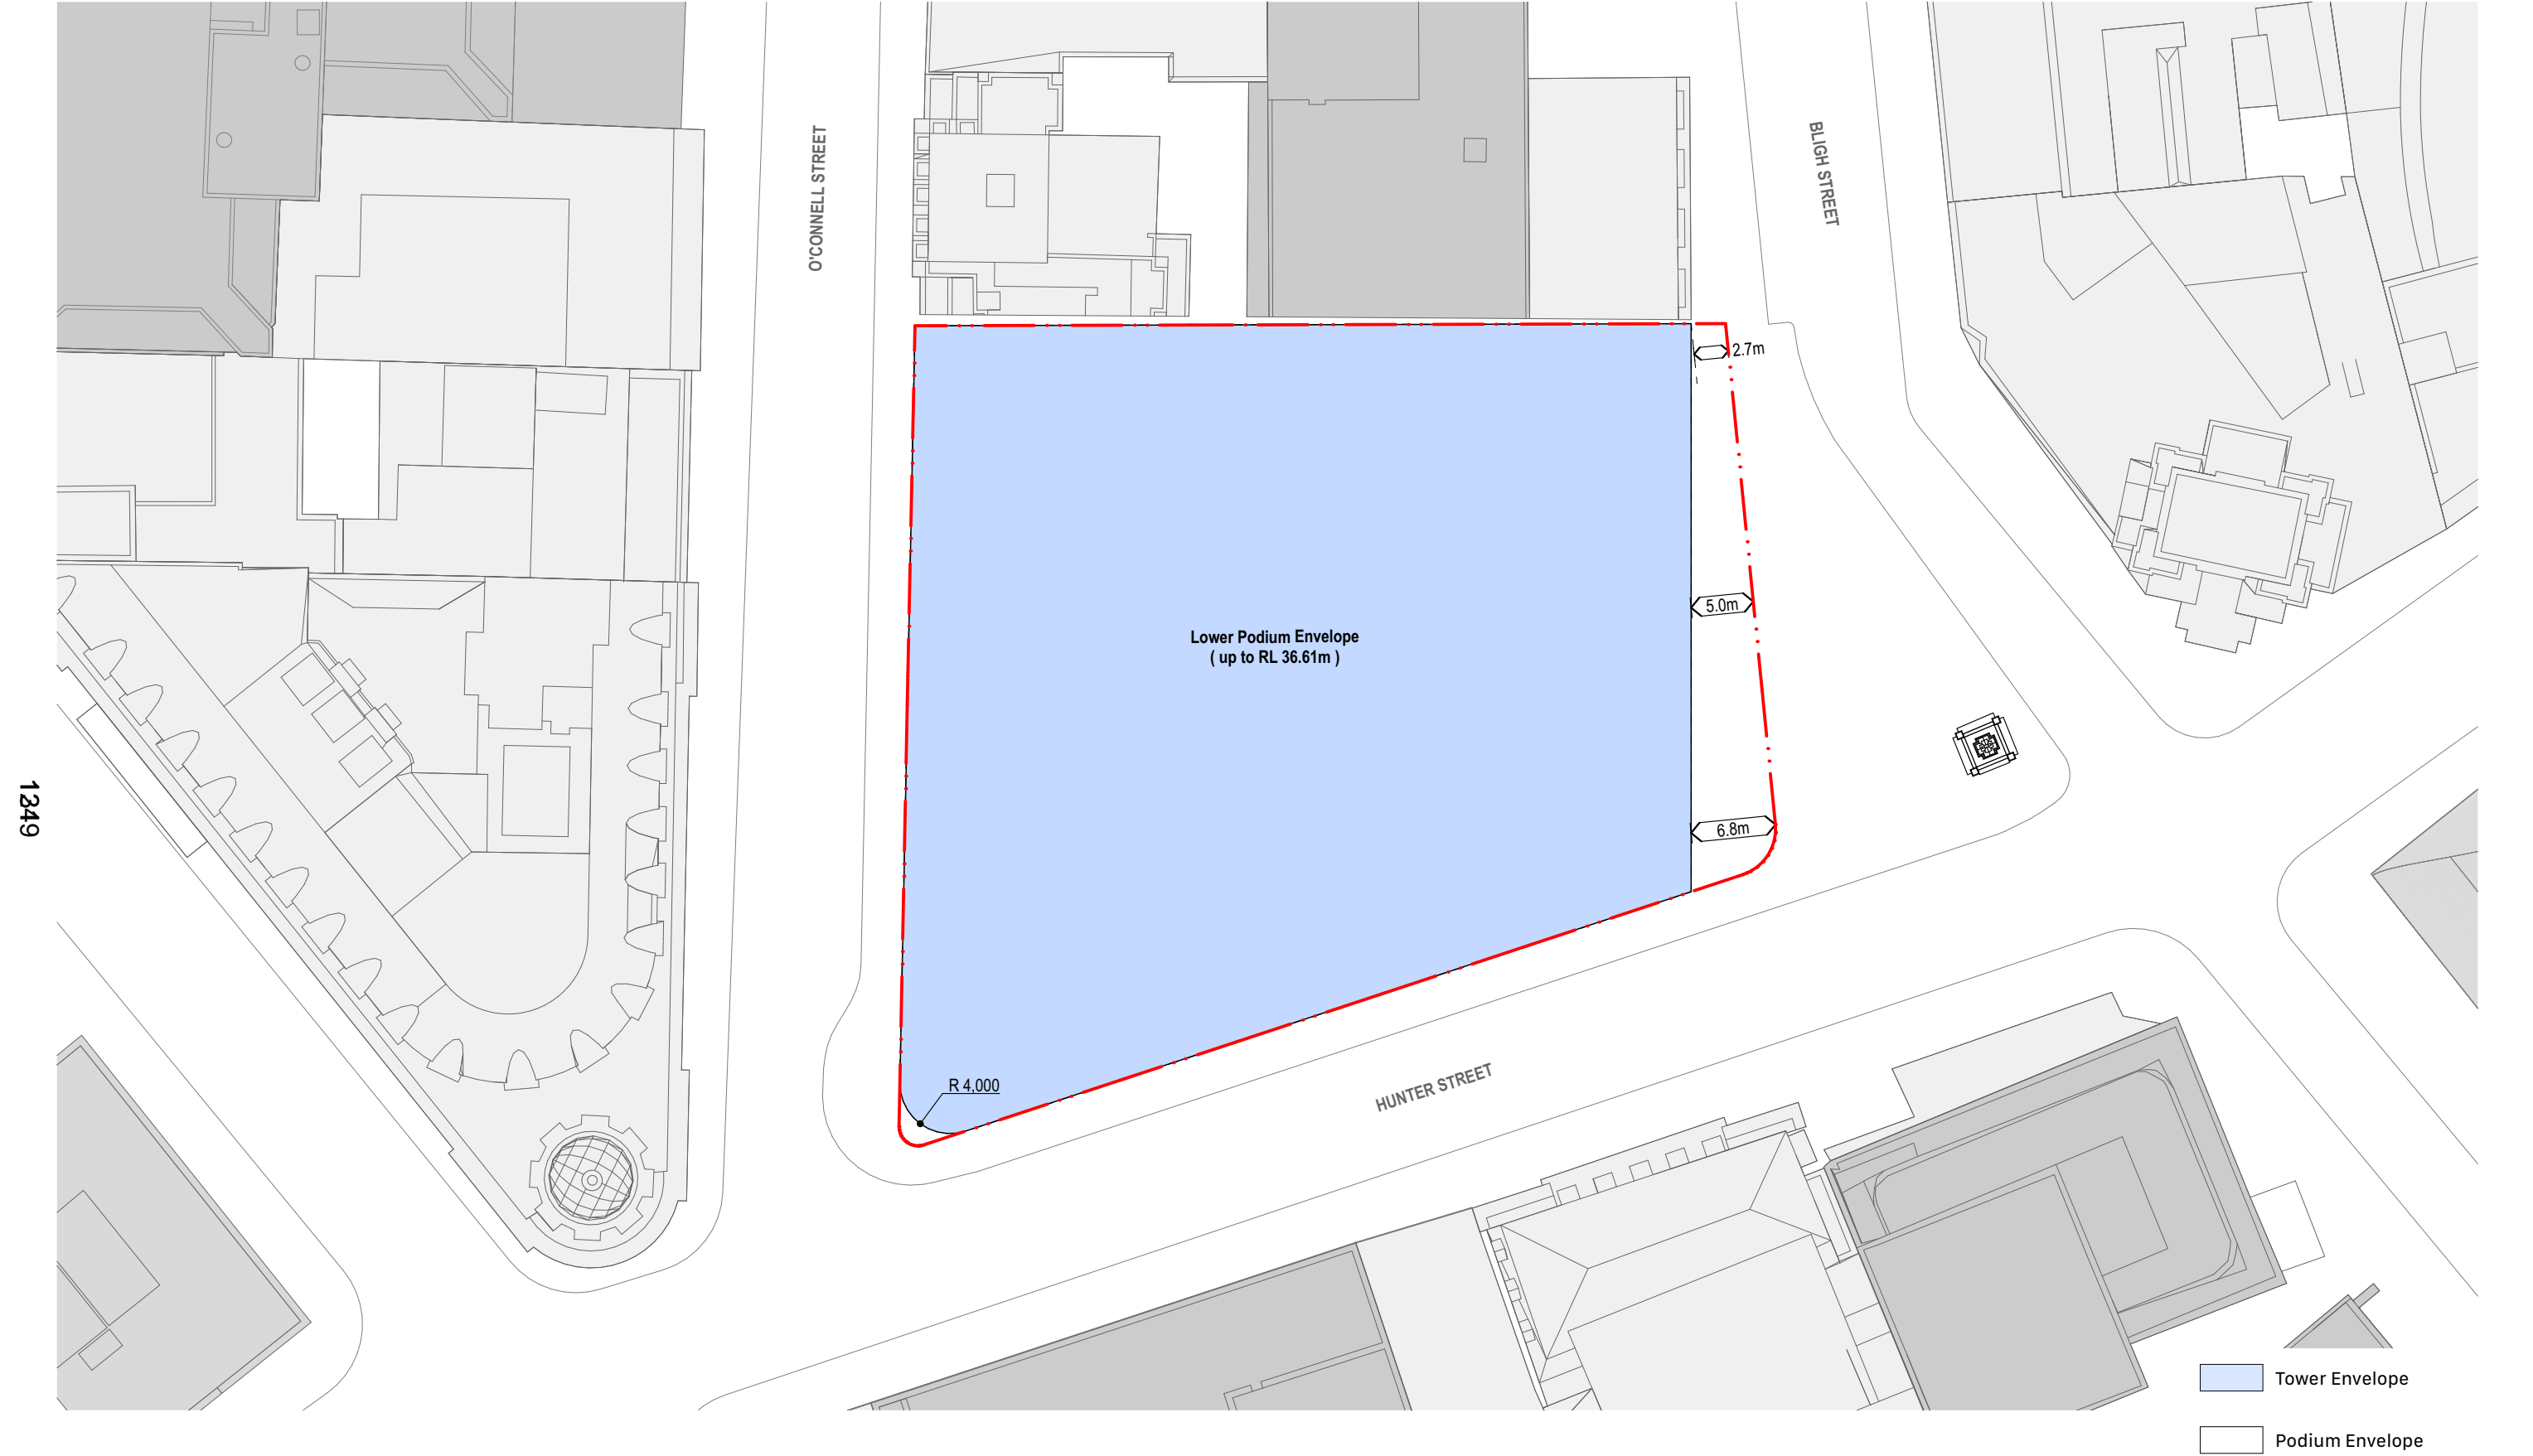 O'CONNELL STREET
BLIGH STREET
2.7m
5.0m
Lower Podium Envelope
( up to RL 36.61m )
6.8m
R 4,000
HUNTER STREET
Tower Envelope
Podium Envelope